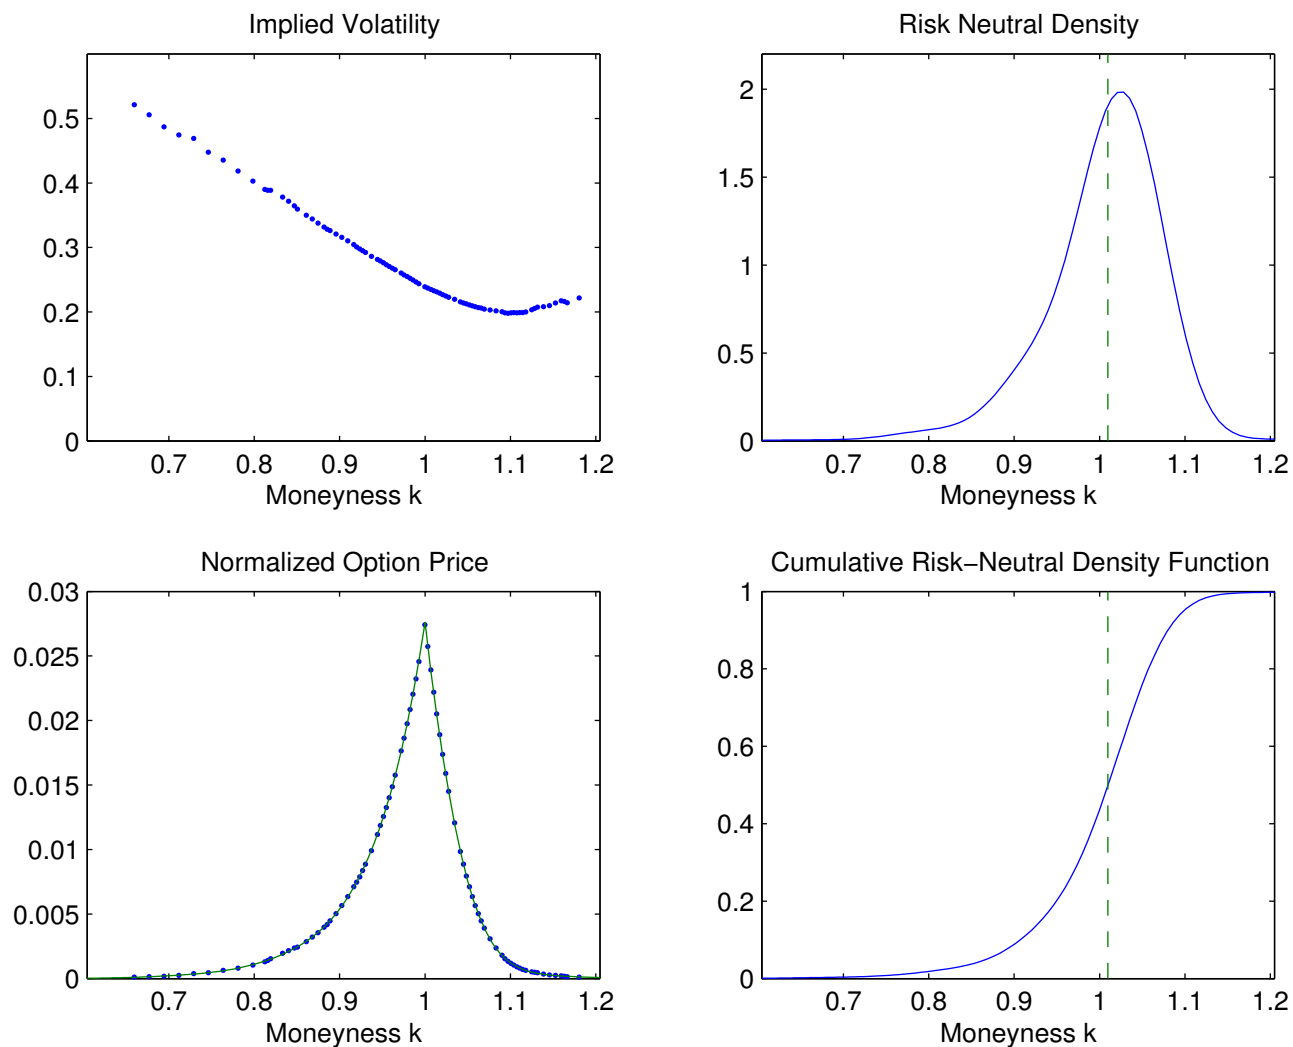 Implied Volatility
0.5
0.4
0.3
0.2
0.1
0
0.7 0.8 0.9 1 1.1 1.2
Moneyness k
Risk Neutral Density
2
1.5
1
0.5
0
0.7 0.8 0.9 1 1.1 1.2
Moneyness k
Normalized Option Price
0.03
0.025
0.02
0.015
0.01
0.005
0
0.7 0.8 0.9 1 1.1 1.2
Moneyness k
Cumulative Risk−Neutral Density Function
1
0.8
0.6
0.4
0.2
0
0.7 0.8 0.9 1 1.1 1.2
Moneyness k